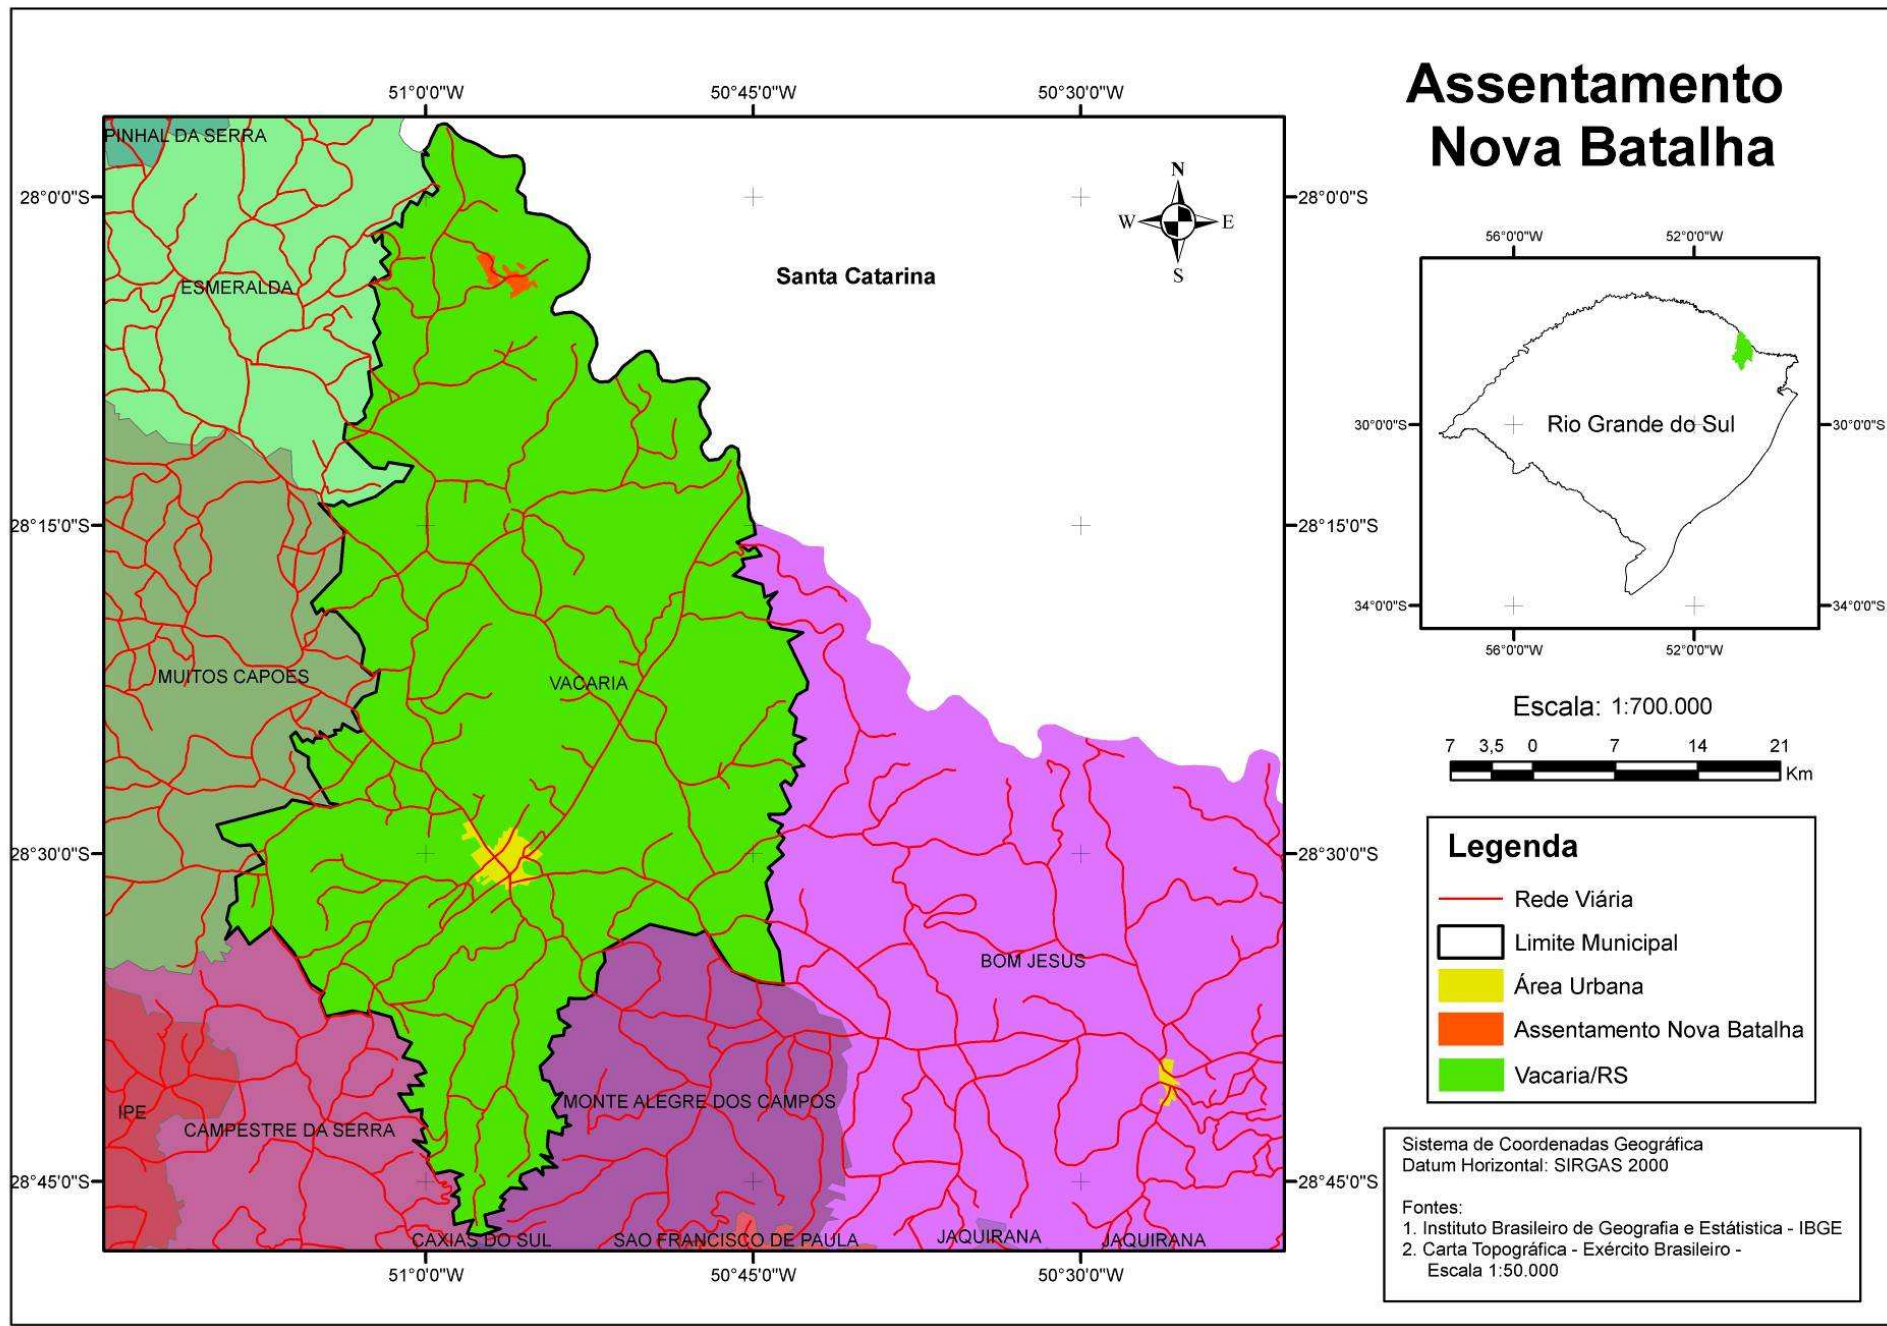 Assentamento
Nova Batalha
51°0'0"W
50°45'0"W
50°30'0"W
PINHAL DA SERRA
28°0'0"S
28°0'0"S
N
W
E
S
Santa Catarina
ESMERALDA
28°15'0"S
28°15'0"S
MUITOS CAPOES
VACARIA
28°30'0"S
28°30'0"S
BOM JESUS
MONTE ALEGRE DOS CAMPOS
IPE
CAMPESTRE DA SERRA
28°45'0"S
28°45'0"S
CAXIAS DO SUL
SAO FRANCISCO DE PAULA
JAQUIRANA
JAQUIRANA
51°0'0"W
50°45'0"W
50°30'0"W
56°0'0"W
52°0'0"W
30°0'0"S
Rio Grande do Sul
30°0'0"S
34°0'0"S
34°0'0"S
56°0'0"W
52°0'0"W
Escala: 1:700.000
7 3,5 0 7 14 21
Km
Legenda
Rede Viária
Limite Municipal
Área Urbana
Assentamento Nova Batalha
Vacaria/RS
Sistema de Coordenadas Geográfica
Datum Horizontal: SIRGAS 2000
Fontes:
1. Instituto Brasileiro de Geografia e Estátistica - IBGE
2. Carta Topográfica - Exército Brasileiro -
Escala 1:50.000